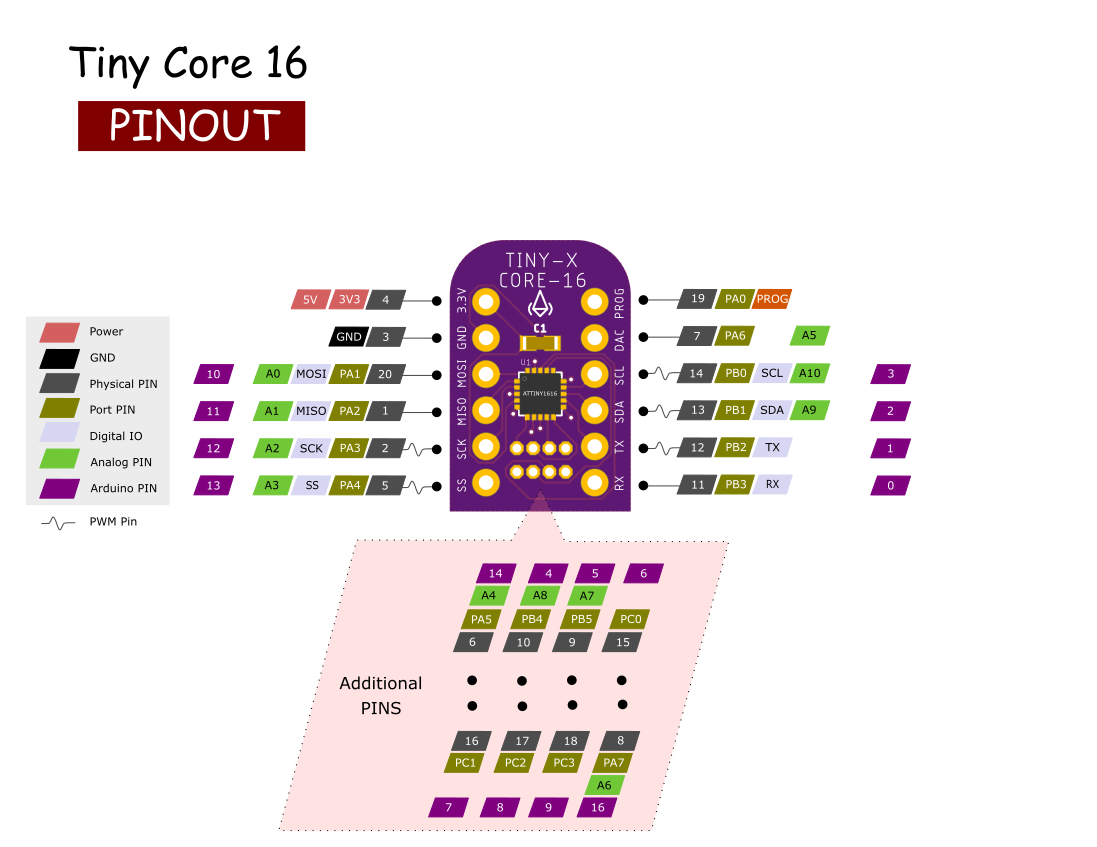 Tiny Core 16
PINOUT
TINY-X
CORE-16
5V 3V3 4
3.3V
PROG
19 PA0 PROG
GND 3
GND
C1
DAC
7 PA6 A5
Power
GND
Physical PIN
Port PIN
Digital IO
Analog PIN
Arduino PIN
PWM Pin
10 A0 MOSI PA1 20
MOSI
U1
SCL
14 PB0 SCL A10 3
11 A1 MISO PA2 1
MISO
ATTINY1616
SDA
13 PB1 SDA A9 2
12 A2 SCK PA3 2
SCK
TX
12 PB2 TX 1
13 A3 SS PA4 5
SS
RX
11 PB3 RX 0
14 4 5 6
A4 A8 A7
PA5 PB4 PB5 PC0
6 10 9 15
Additional
PINS
16 17 18 8
PC1 PC2 PC3 PA7
A6
7 8 9 16